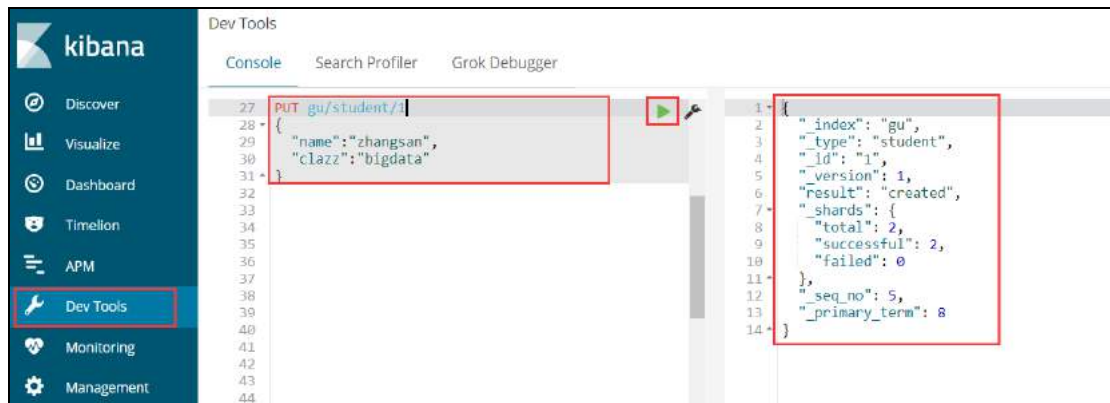 kibana
Discover
Visualize
Dashboard
Timelion
APM
Dev Tools
Monitoring
Management
Dev Tools
Console Search Profiler Grok Debugger
27 PUT gu/student/1
28 {
29 "name":"zhangsan",
30 "clazz":"bigdata"
31 }
32
33
34
35
36
37
38
39
40
41
42
43
44
1 {
2 "_index": "gu",
3 "_type": "student",
4 "_id": "1",
5 "_version": 1,
6 "result": "created",
7 "_shards": {
8 "total": 2,
9 "successful": 2,
10 "failed": 0
11 },
12 "_seq_no": 5,
13 "_primary_term": 8
14 }